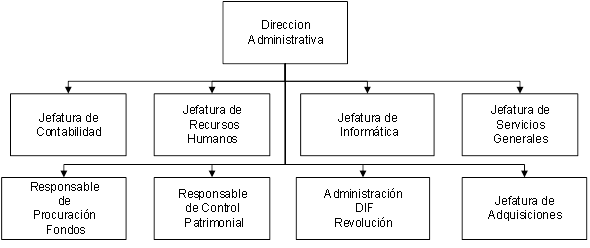 Direccion
Administrativa
Jefatura de
Contabilidad
Jefatura de
Recursos
Humanos
Jefatura de
Informática
Jefatura de
Servicios
Generales
Responsable
de
Procuración
Fondos
Responsable
de Control
Patrimonial
Administración
DIF
Revolución
Jefatura de
Adquisiciones